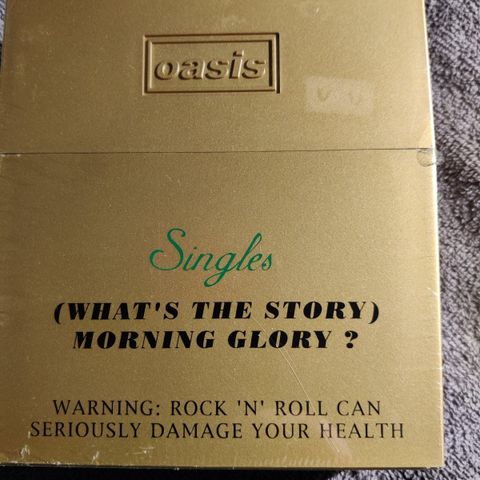 oasis
Singles
(WHAT'S THE STORY)
MORNING GLORY ?
WARNING: ROCK 'N' ROLL CAN
SERIOUSLY DAMAGE YOUR HEALTH